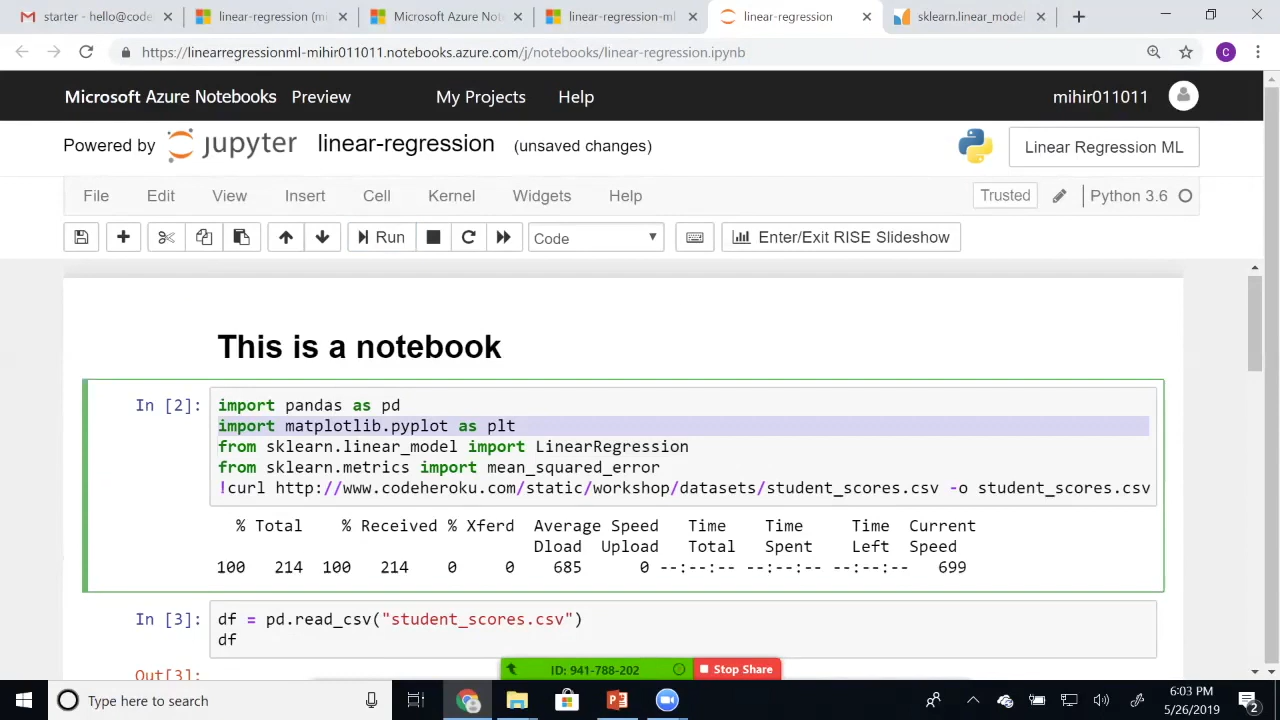 starter - hello@code
linear-regression (m
Microsoft Azure Not
linear-regression-ml
linear-regression
sklearn.linear_model
https://linearregressionml-mihir011011.notebooks.azure.com/j/notebooks/linear-regression.ipynb
C
Microsoft Azure Notebooks Preview My Projects Help mihir011011
Powered by jupyter linear-regression (unsaved changes) Linear Regression ML
File Edit View Insert Cell Kernel Widgets Help Trusted Python 3.6
Run Code Enter/Exit RISE Slideshow
This is a notebook
In [2]: import pandas as pd
import matplotlib.pyplot as plt
from sklearn.linear_model import LinearRegression
from sklearn.metrics import mean_squared_error
!curl http://www.codeheroku.com/static/workshop/datasets/student_scores.csv -o student_scores.csv
% Total % Received % Xferd Average Speed Time Time Time Current
Dload Upload Total Spent Left Speed
100 214 100 214 0 0 685 0 --:--:-- --:--:-- --:--:-- 699
In [3]: df = pd.read_csv("student_scores.csv")
df
Out[3]:
ID: 941-788-202 Stop Share
Type here to search
6:03 PM
5/26/2019
2